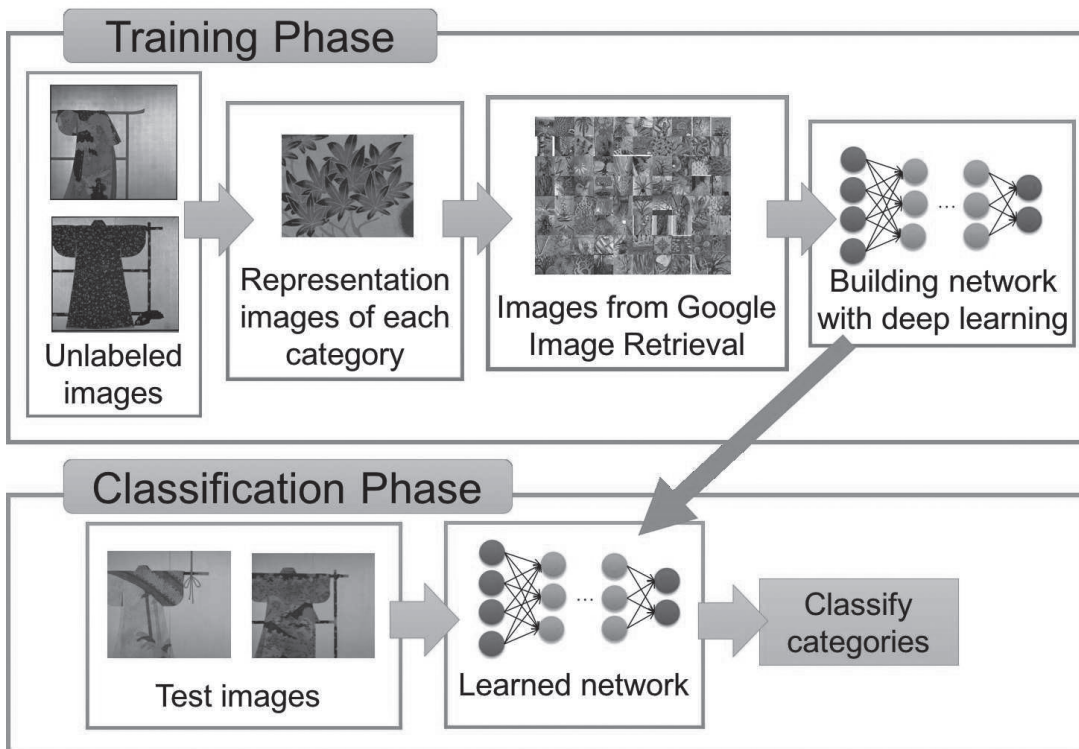 Training Phase
Unlabeled
images
Representation
images of each
category
Images from Google
Image Retrieval
...
Building network
with deep learning
Classification Phase
Test images
...
Learned network
Classify
categories